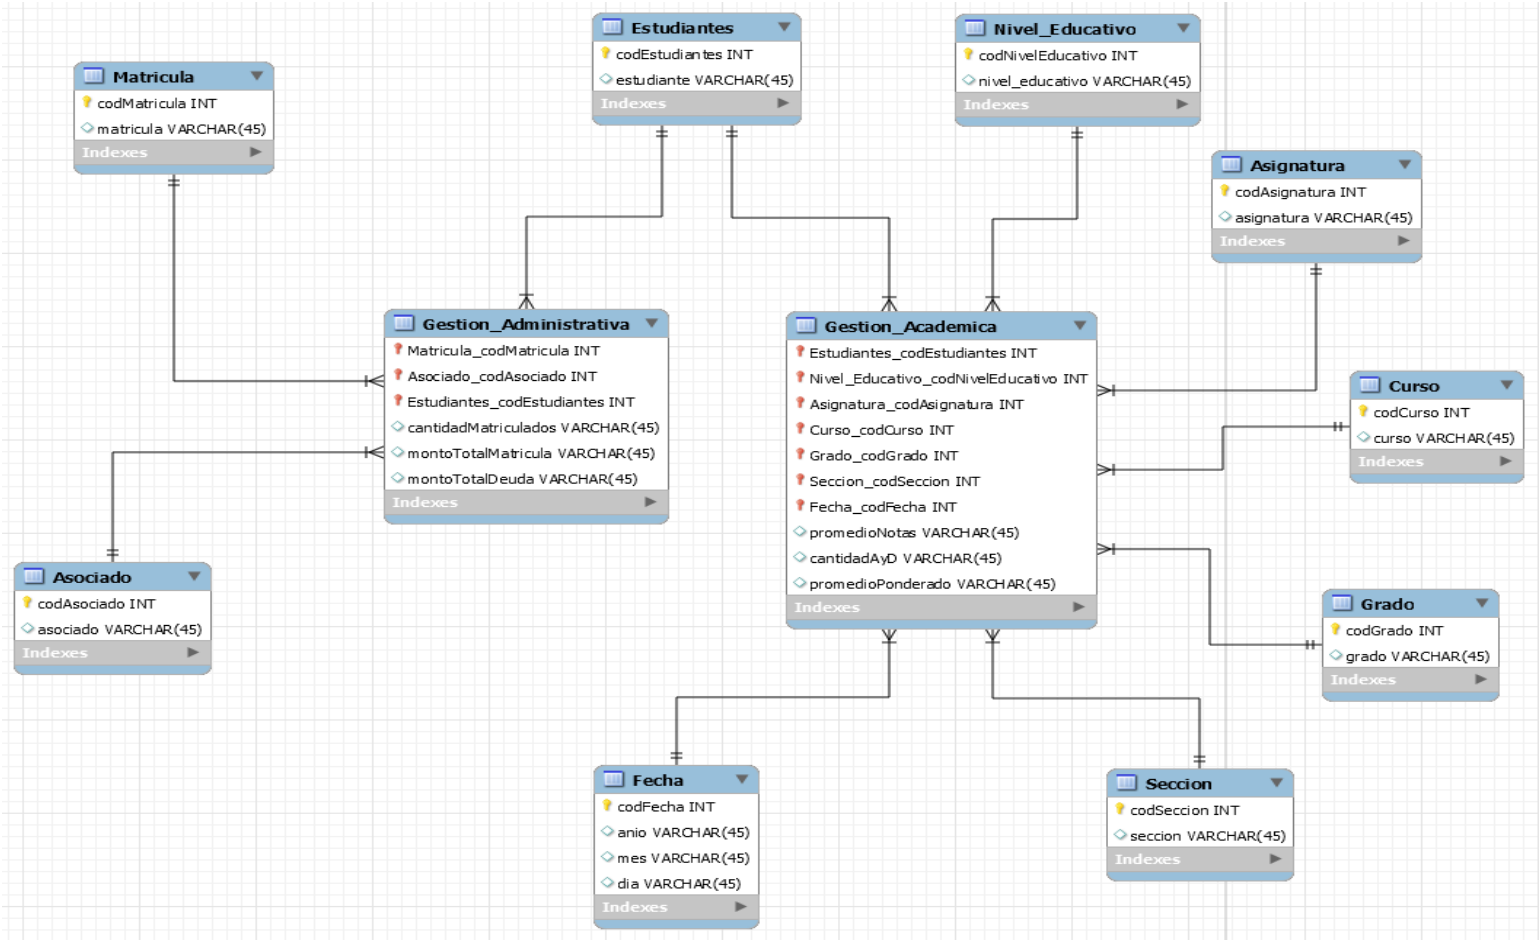 Estudiantes
codEstudiantes INT
estudiante VARCHAR(45)
Indexes
Nivel_Educativo
codNivelEducativo INT
nivel_educativo VARCHAR(45)
Indexes
Matricula
codMatricula INT
matricula VARCHAR(45)
Indexes
Asignatura
codAsignatura INT
asignatura VARCHAR(45)
Indexes
Gestion_Administrativa
Matricula_codMatricula INT
Asociado_codAsociado INT
Estudiantes_codEstudiantes INT
cantidadMatriculados VARCHAR(45)
montoTotalMatricula VARCHAR(45)
montoTotalDeuda VARCHAR(45)
Indexes
Gestion_Academica
Estudiantes_codEstudiantes INT
Nivel_Educativo_codNivelEducativo INT
Asignatura_codAsignatura INT
Curso_codCurso INT
Grado_codGrado INT
Seccion_codSeccion INT
Fecha_codFecha INT
promedioNotas VARCHAR(45)
cantidadAyD VARCHAR(45)
promedioPonderado VARCHAR(45)
Indexes
Curso
codCurso INT
curso VARCHAR(45)
Indexes
Asociado
codAsociado INT
asociado VARCHAR(45)
Indexes
Grado
codGrado INT
grado VARCHAR(45)
Indexes
Fecha
codFecha INT
anio VARCHAR(45)
mes VARCHAR(45)
dia VARCHAR(45)
Indexes
Seccion
codSeccion INT
seccion VARCHAR(45)
Indexes